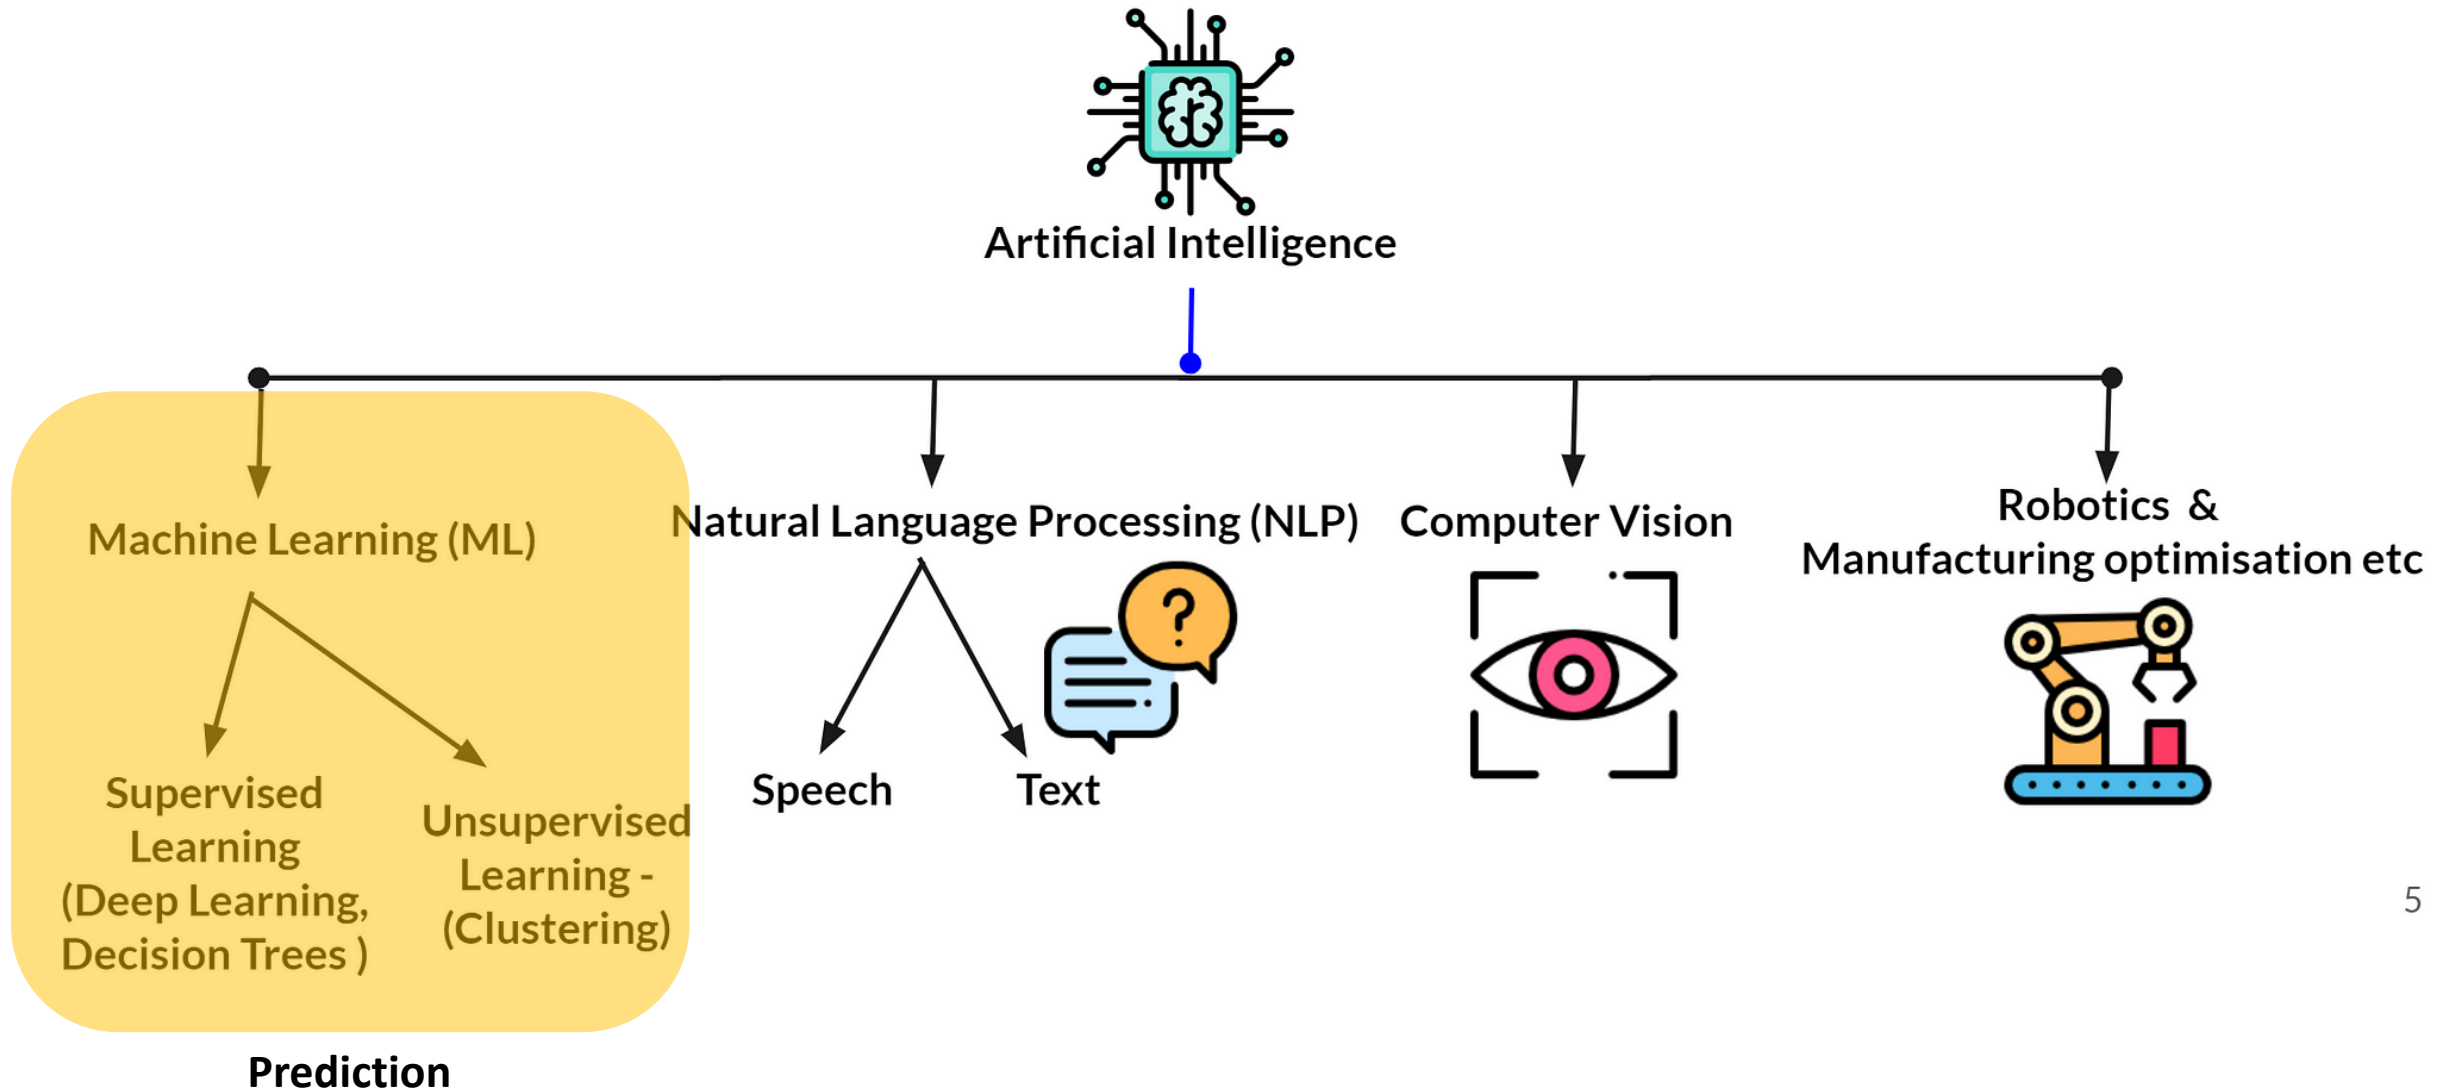 Artificial Intelligence
Machine Learning (ML)
Natural Language Processing (NLP)
Computer Vision
Robotics &
Manufacturing optimisation etc
?
Supervised
Learning
(Deep Learning,
Decision Trees )
Unsupervised
Learning -
(Clustering)
Speech
Text
5
Prediction